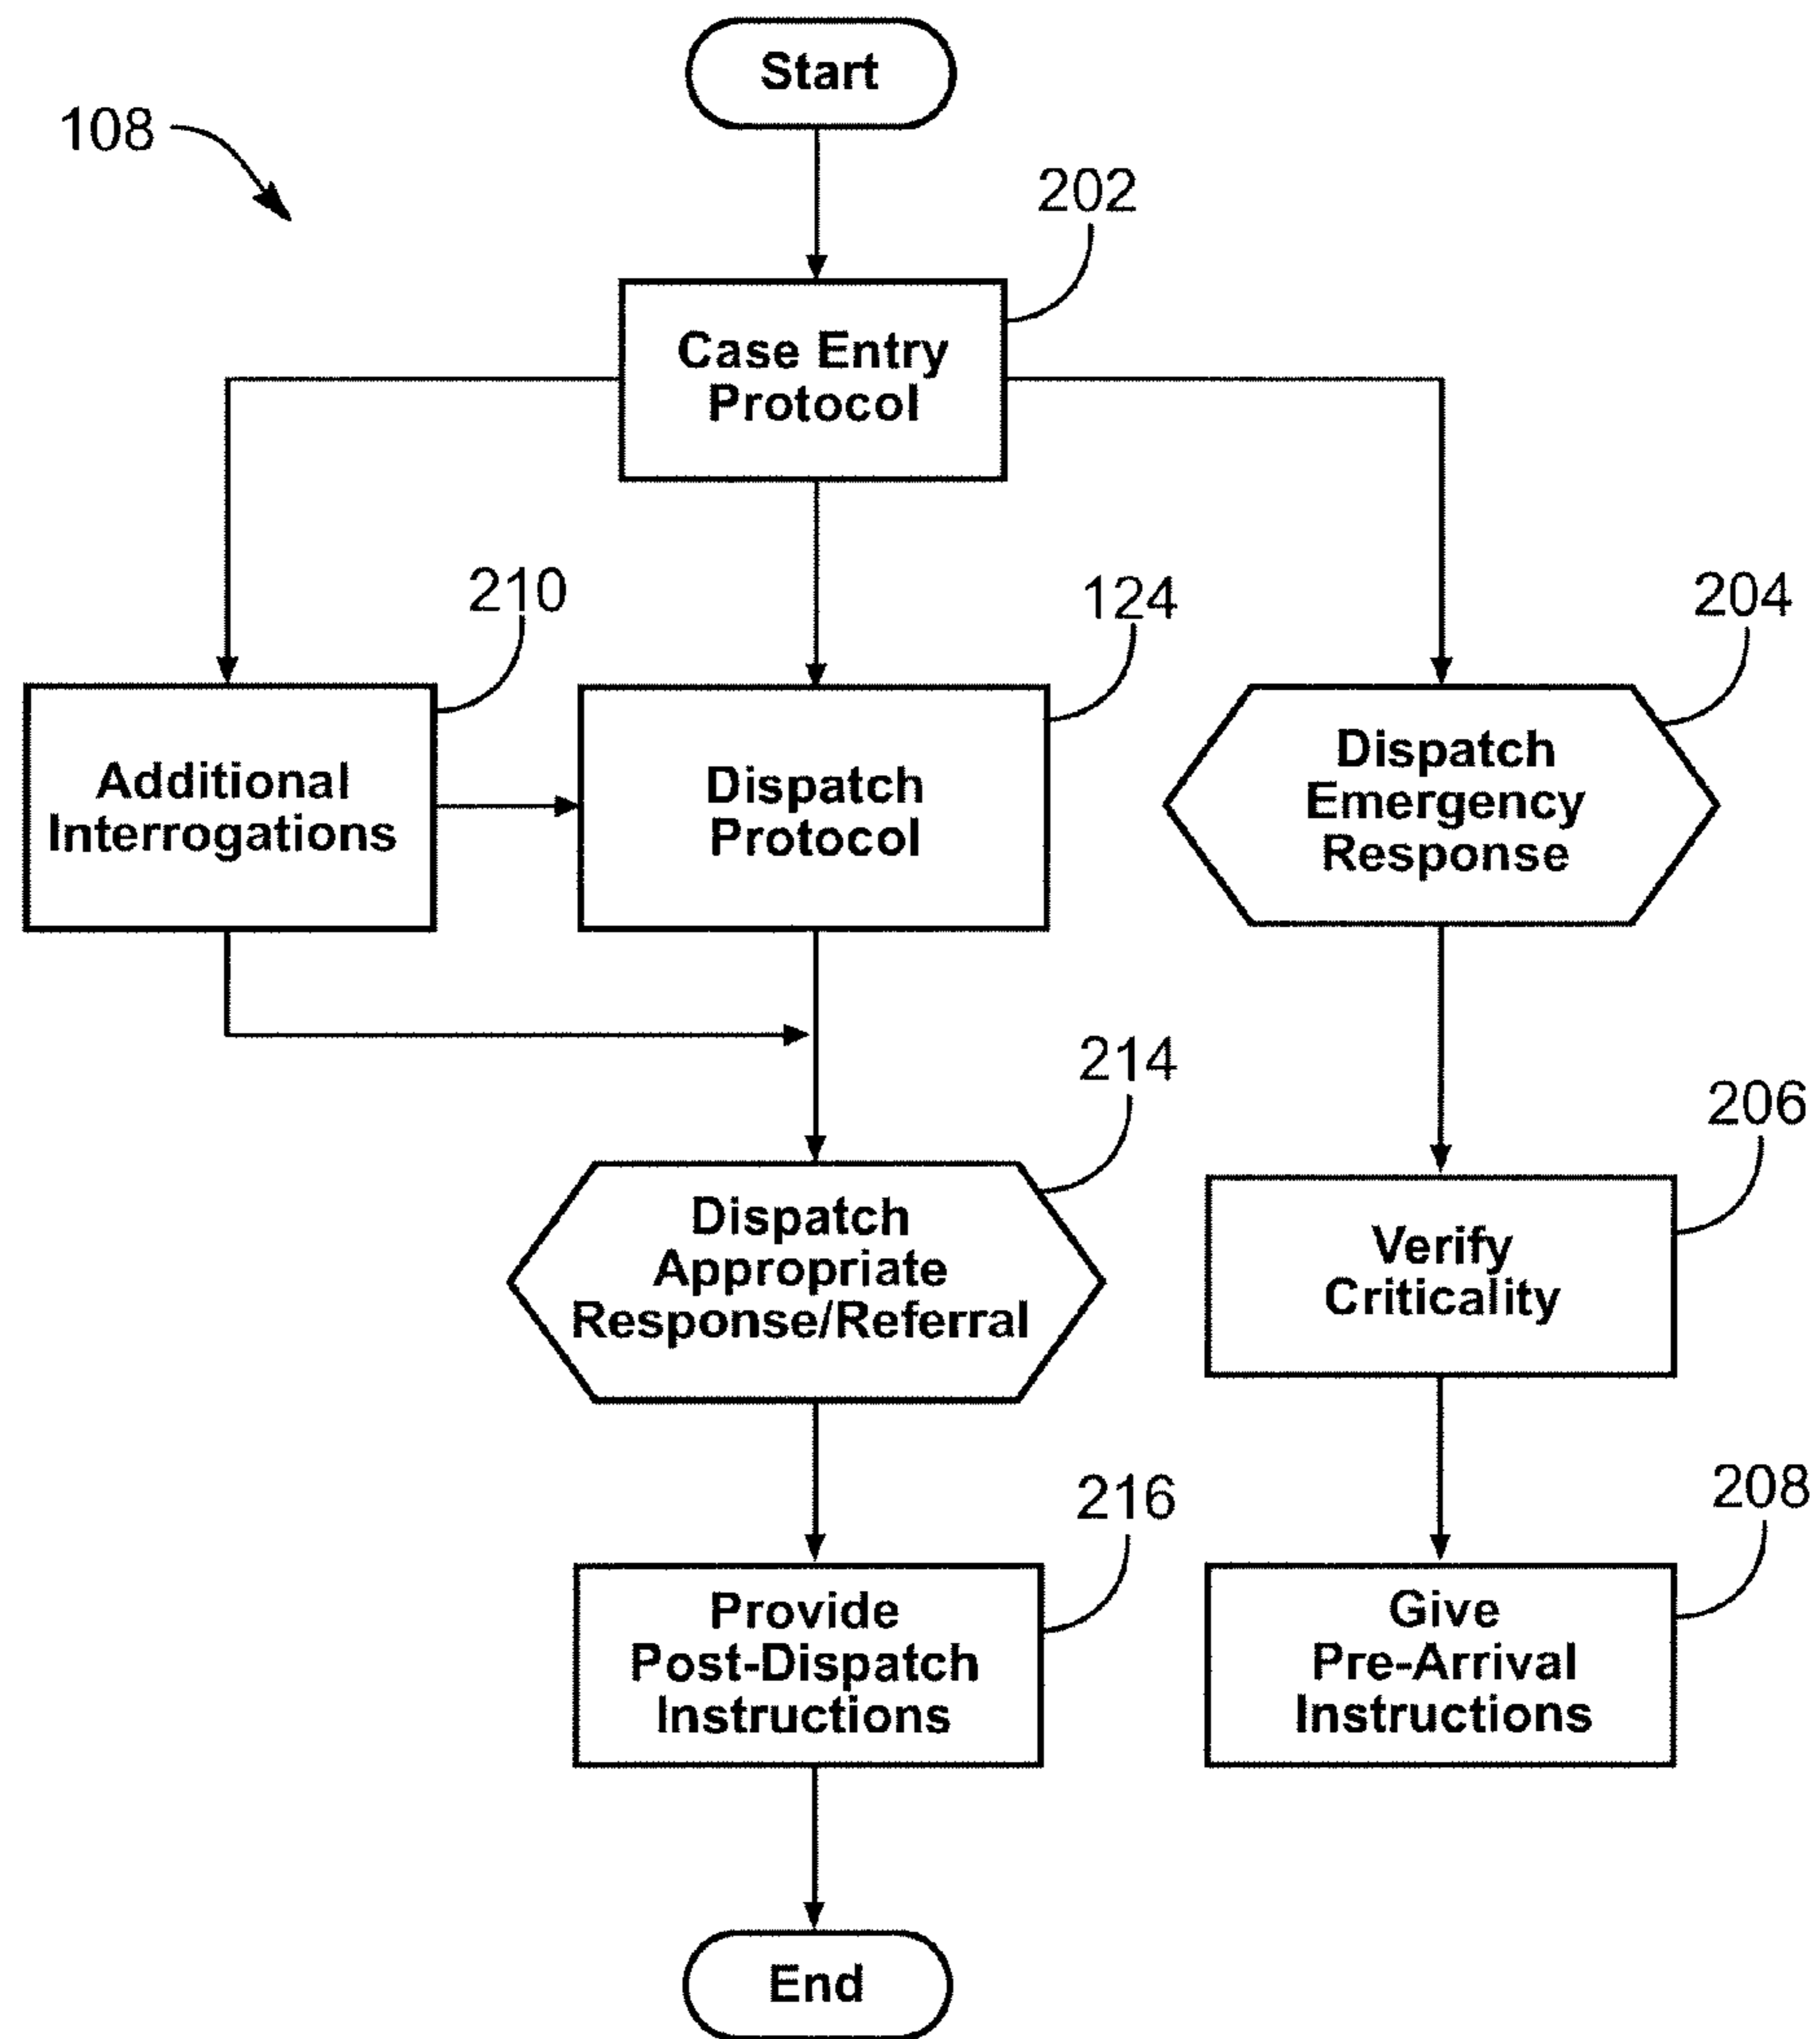 Start
108
202
Case Entry
Protocol
210
124
204
Additional
Interrogations
Dispatch
Protocol
Dispatch
Emergency
Response
214
206
Dispatch
Appropriate
Response/Referral
Verify
Criticality
216
208
Provide
Post-Dispatch
Instructions
Give
Pre-Arrival
Instructions
End